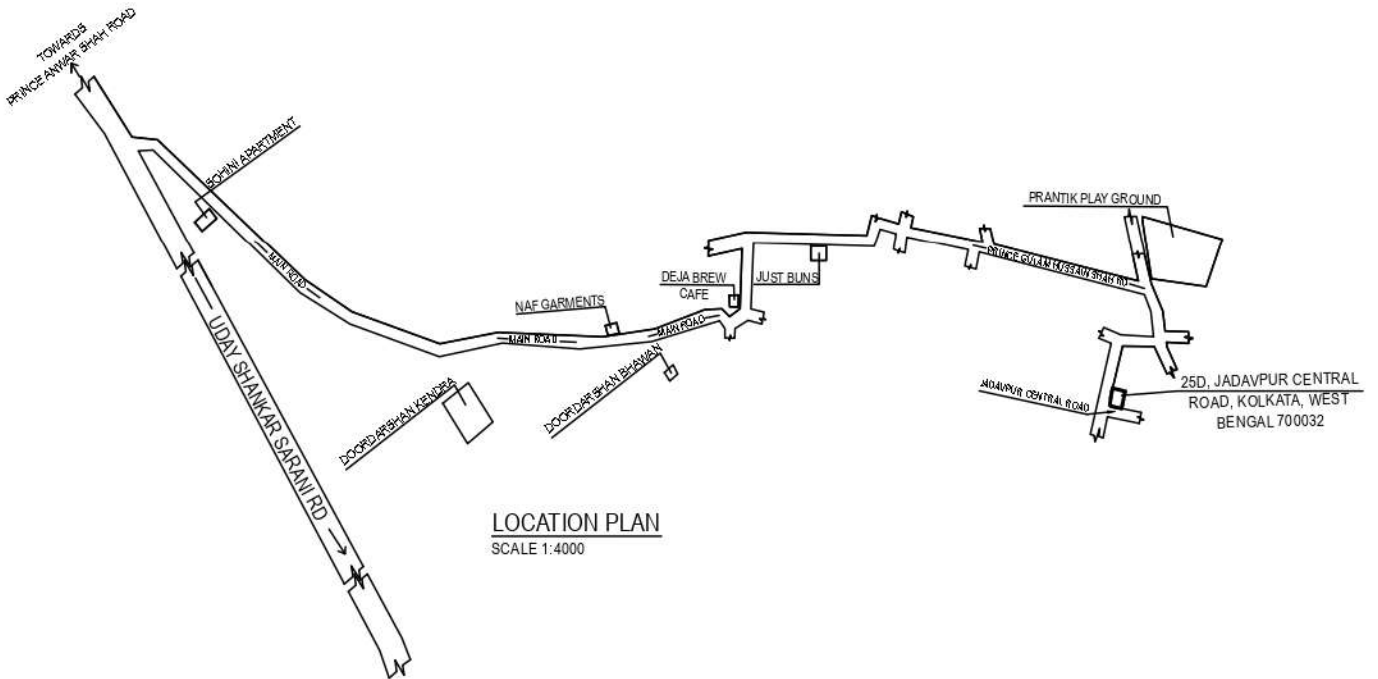 TOWARDS
PRINCE ANWAR SHAH ROAD
SOHINI APARTMENT
MAIN ROAD
UDAY SHANKAR SARANI RD
DOORDARSHAN KENDRA
NAF GARMENTS
MAIN ROAD
DOORDARSHAN BHAWAN
MAIN ROAD
DEJA BREW
CAFE
JUST BUNS
PRINCE GULAM HUSSAIN SHAH RD
PRANTIK PLAY GROUND
JADAVPUR CENTRAL ROAD
25D, JADAVPUR CENTRAL
ROAD, KOLKATA, WEST
BENGAL 700032
LOCATION PLAN
SCALE 1:4000